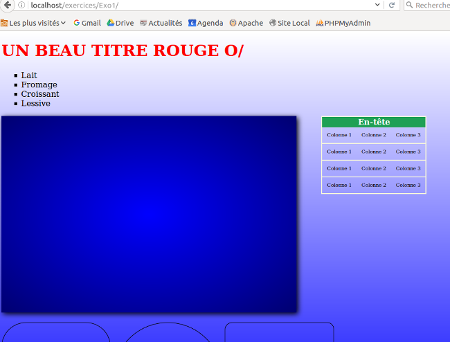 localhost/exercices/Exo1/
Recherche
Les plus visités Gmail Drive Actualités Agenda Apache Site Local PHPMyAdmin
UN BEAU TITRE ROUGE O/
Lait
Fromage
Croissant
Lessive
En-tête
Colonne 1 Colonne 2 Colonne 3
Colonne 1 Colonne 2 Colonne 3
Colonne 1 Colonne 2 Colonne 3
Colonne 1 Colonne 2 Colonne 3